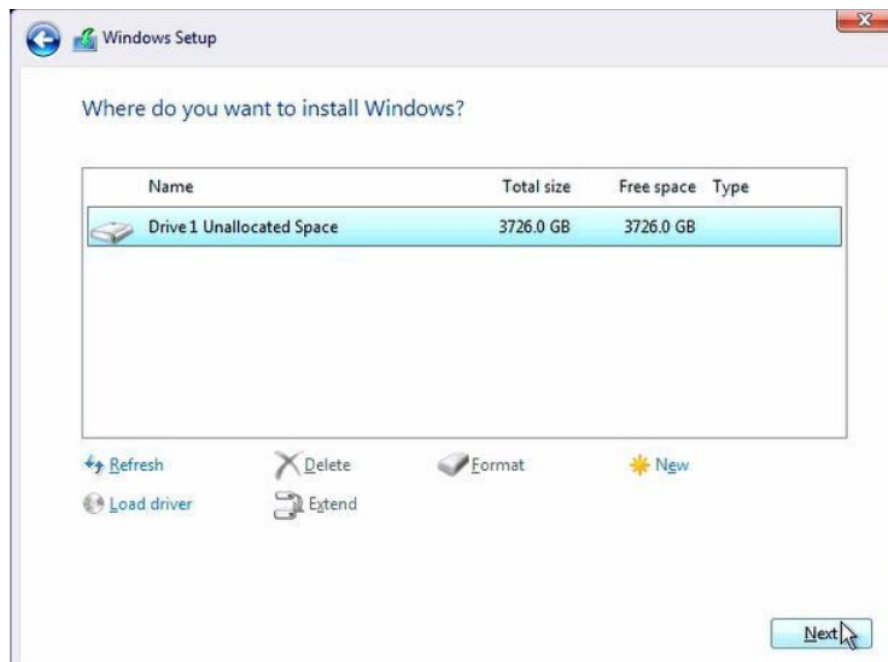 Windows Setup
Where do you want to install Windows?
Name Total size Free space Type
Drive 1 Unallocated Space 3726.0 GB 3726.0 GB
Refresh Delete Format New
Load driver Extend
Next